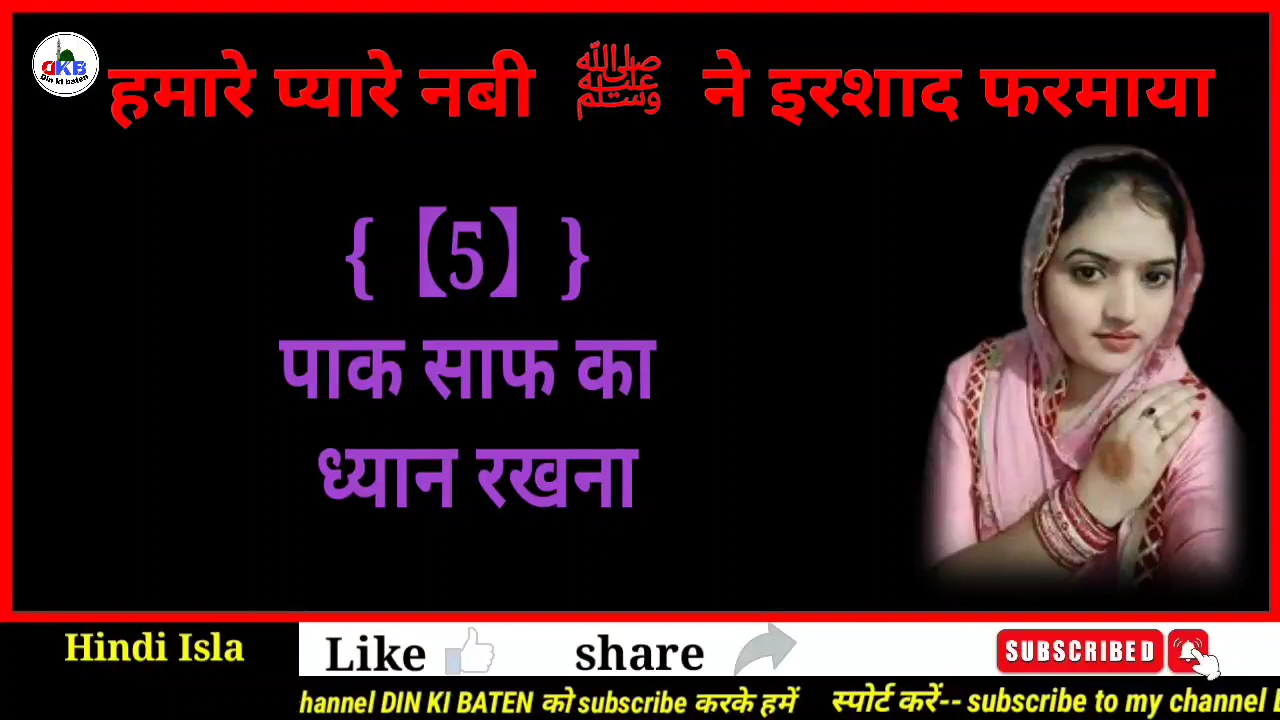 DKB
Din ki baten
हमारे प्यारे नबी ﷺ ने इरशाद फरमाया
{【5】}
पाक साफ का
ध्यान रखना
Hindi Isla
Like share SUBSCRIBED
hannel DIN KI BATEN को subscribe करके हमें स्पोर्ट करें-- subscribe to my channel